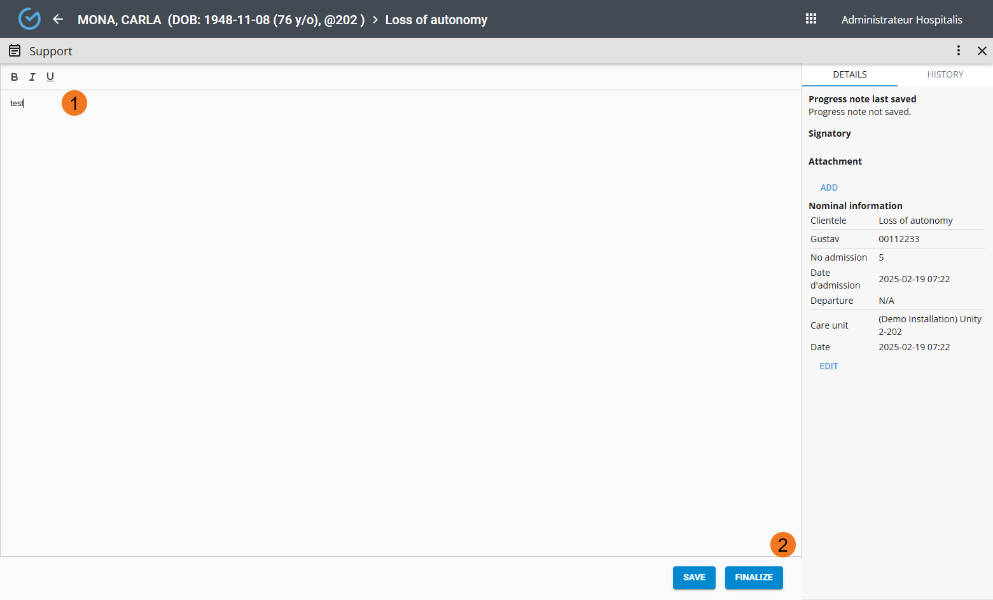 MONA, CARLA (DOB: 1948-11-08 (76 y/o), @202 ) > Loss of autonomy
Administrateur Hospitalis
Support
B I U
DETAILS HISTORY
test
1
Progress note last saved
Progress note not saved.
Signatory
Attachment
ADD
Nominal information
Clientele Loss of autonomy
Gustav 00112233
No admission 5
Date
d'admission 2025-02-19 07:22
Departure N/A
Care unit (Demo Installation) Unity
2-202
Date 2025-02-19 07:22
EDIT
2
SAVE FINALIZE